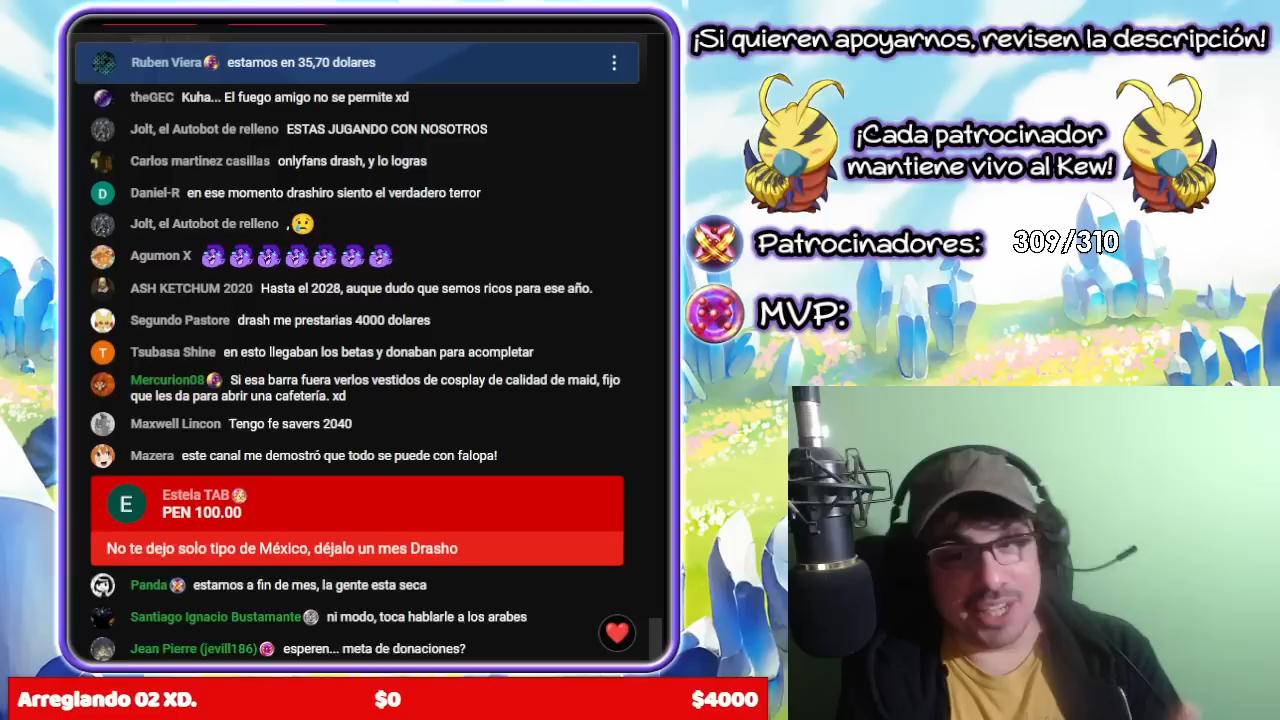 ¡Si quieren apoyarnos, revisen la descripción!
Ruben Viera estamos en 35,70 dolares
theGEC Kuha... El fuego amigo no se permite xd
Jolt, el Autobot de relleno ESTAS JUGANDO CON NOSOTROS
Carlos martinez casillas onlyfans drash, y lo logras
D Daniel-R en ese momento drashiro siento el verdadero terror
Jolt, el Autobot de relleno , 😢
Agumon X
ASH KETCHUM 2020 Hasta el 2028, auque dudo que semos ricos para ese año.
Segundo Pastore drash me prestarias 4000 dolares
T Tsubasa Shine en esto llegaban los betas y donaban para acompletar
Mercurion08 Si esa barra fuera verlos vestidos de cosplay de calidad de maid, fijo
que les da para abrir una cafetería. xd
Maxwell Lincon Tengo fe savers 2040
Mazera este canal me demostró que todo se puede con falopa!
E Estela TAB
PEN 100.00
No te dejo solo tipo de México, déjalo un mes Drasho
Panda estamos a fin de mes, la gente esta seca
Santiago Ignacio Bustamante ni modo, toca hablarle a los arabes
Jean Pierre (jevill186) esperen... meta de donaciones?
¡Cada patrocinador
mantiene vivo al Kew!
Patrocinadores: 309/310
MVP:
Arreglando 02 XD. $0 $4000